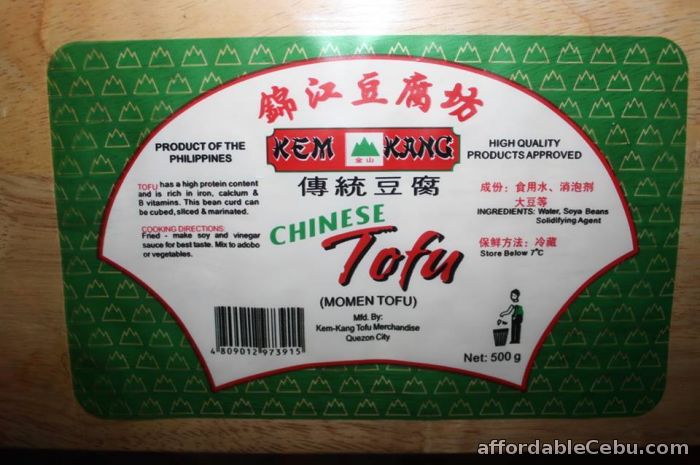 錦江豆腐坊
KEM KANG
金山
傳統豆腐
CHINESE
Tofu
(MOMEN TOFU)
Mfd. By:
Kem-Kang Tofu Merchandise
Quezon City
PRODUCT OF THE
PHILIPPINES
TOFU has a high protein content
and is rich in iron, calcium &
B vitamins. This bean curd can
be cubed, sliced & marinated.
COOKING DIRECTIONS:
Fried - make soy and vinegar
sauce for best taste. Mix to adobo
or vegetables.
4 809012 973915
HIGH QUALITY
PRODUCTS APPROVED
成份：食用水、消泡剂
大豆等
INGREDIENTS: Water, Soya Beans
Solidifying Agent
保鲜方法：冷藏
Store Below 7°C
Net: 500 g
affordableCebu.com